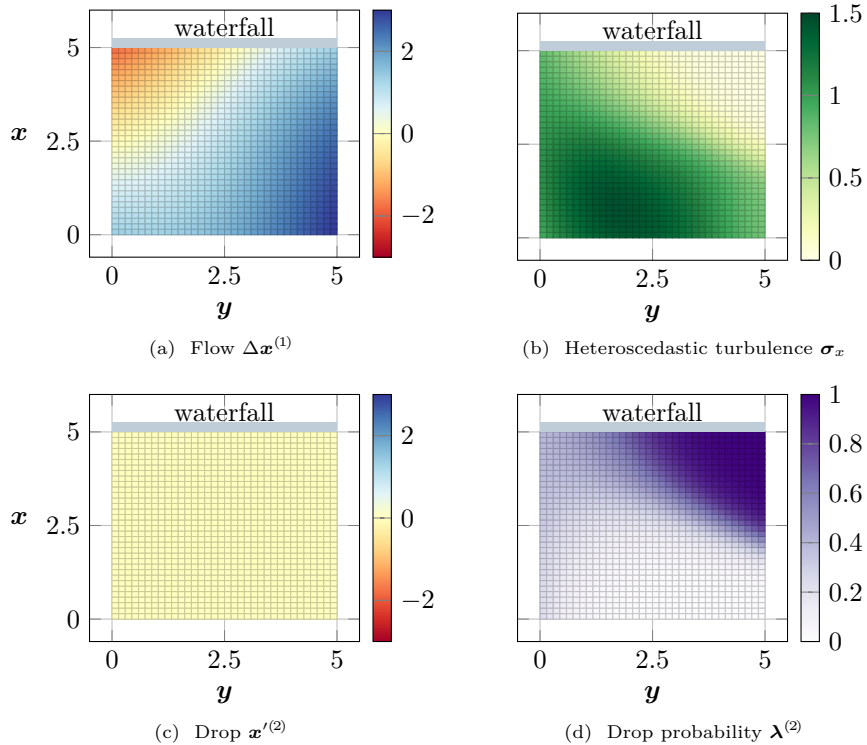 waterfall
5
2.5
0
x
0
2.5
5
y
2
0
−2
(a) Flow Δx⁽¹⁾
waterfall
0
2.5
5
y
1.5
1
0.5
0
(b) Heteroscedastic turbulence σₓ
waterfall
5
2.5
0
x
0
2.5
5
y
2
0
−2
(c) Drop x′⁽²⁾
waterfall
0
2.5
5
y
1
0.8
0.6
0.4
0.2
0
(d) Drop probability λ⁽²⁾